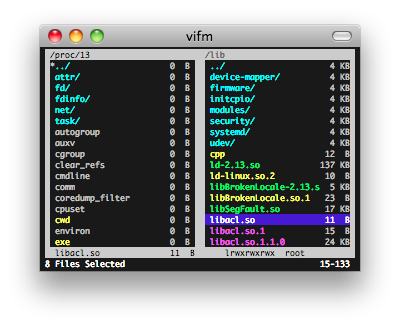 vifm
/proc/13 /lib
*../ 0 B ../ 4 KB
attr/ 0 B device-mapper/ 4 KB
fd/ 0 B firmware/ 4 KB
fdinfo/ 0 B initcpio/ 4 KB
net/ 0 B modules/ 4 KB
task/ 0 B security/ 4 KB
autogroup 0 B systemd/ 4 KB
auxv 0 B udev/ 4 KB
cgroup 0 B cpp 12 B
clear_refs 0 B ld-2.13.so 137 KB
cmdline 0 B ld-linux.so.2 10 B
comm 0 B libBrokenLocale-2.13.s 5 KB
coredump_filter 0 B libBrokenLocale.so.1 23 B
cpuset 0 B libSegFault.so 17 KB
cwd 0 B libacl.so 11 B
environ 0 B libacl.so.1 15 B
exe 0 B libacl.so.1.1.0 24 KB
libacl.so 11 B lrwxrwxrwx root
8 Files Selected 15-133